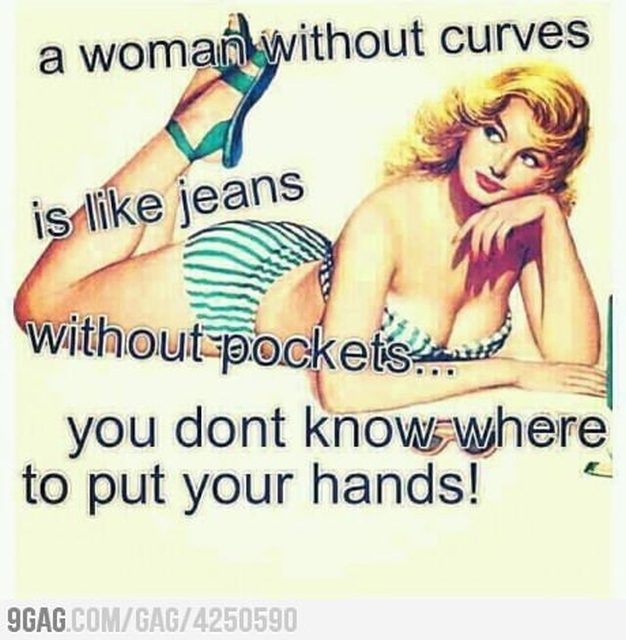 a woman without curves
is like jeans
without pockets...
you dont know where
to put your hands!
9GAG.COM/GAG/4250590